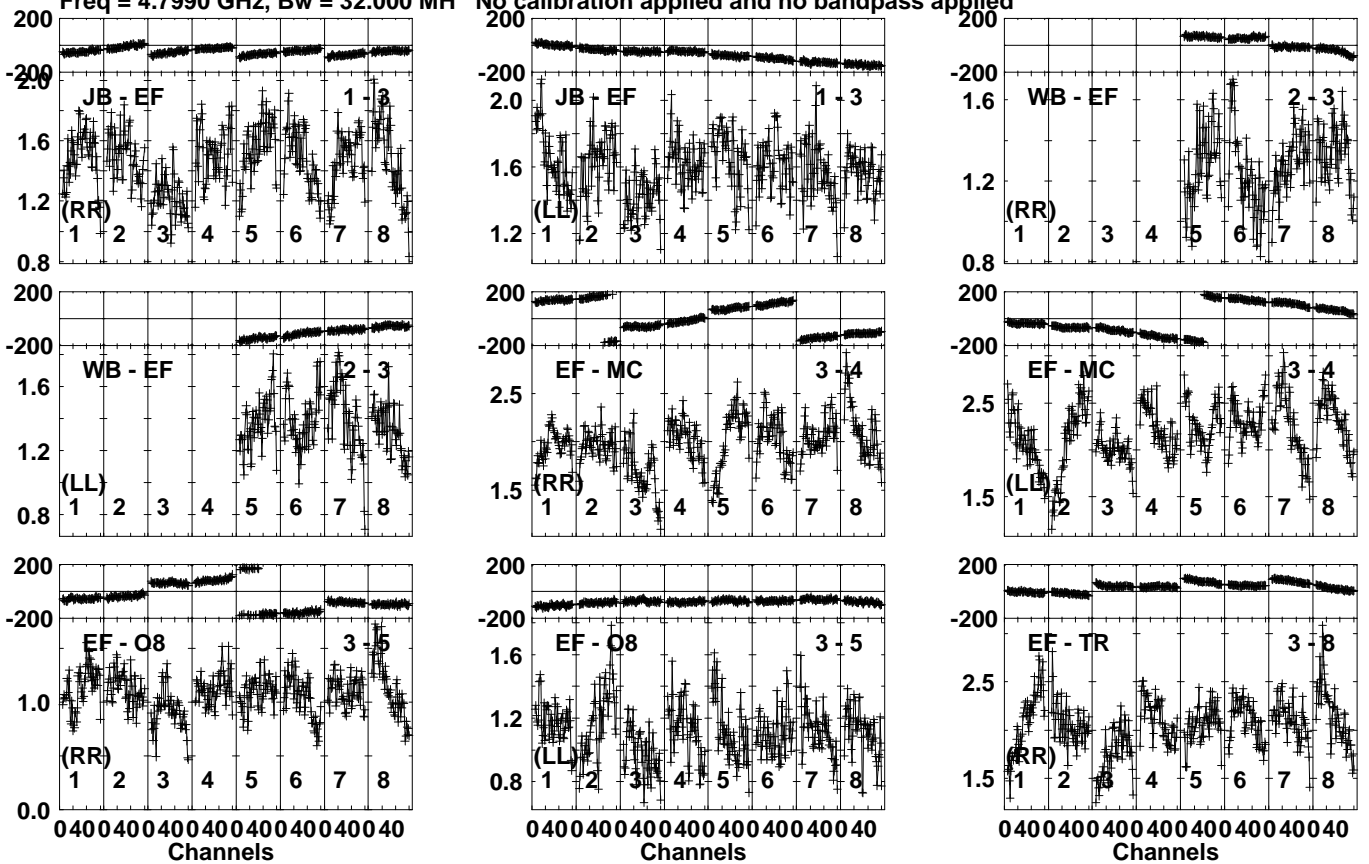 Freq = 4.7990 GHz, Bw = 32.000 MH No calibration applied and no bandpass applied
200
-200
2.0
1.6
1.2
0.8
JB - EF
1 - 3
(RR)
1 2 3 4 5 6 7 8
200
-200
2.0
1.6
1.2
JB - EF
1 - 3
(LL)
1 2 3 4 5 6 7 8
200
-200
1.6
1.2
0.8
WB - EF
2 - 3
(RR)
1 2 3 4 5 6 7 8
200
-200
1.6
1.2
0.8
WB - EF
2 - 3
(LL)
1 2 3 4 5 6 7 8
200
-200
2.5
1.5
EF - MC
3 - 4
(RR)
1 2 3 4 5 6 7 8
200
-200
2.5
1.5
EF - MC
3 - 4
(LL)
1 2 3 4 5 6 7 8
200
-200
1.0
0.0
EF - O8
3 - 5
(RR)
1 2 3 4 5 6 7 8
0 40 0 40 0 40 0 40 0 40 0 40 0 40 0 40
Channels
200
-200
1.6
1.2
0.8
EF - O8
3 - 5
(LL)
1 2 3 4 5 6 7 8
0 40 0 40 0 40 0 40 0 40 0 40 0 40 0 40
Channels
200
-200
2.5
1.5
EF - TR
3 - 8
(RR)
1 2 3 4 5 6 7 8
0 40 0 40 0 40 0 40 0 40 0 40 0 40 0 40
Channels